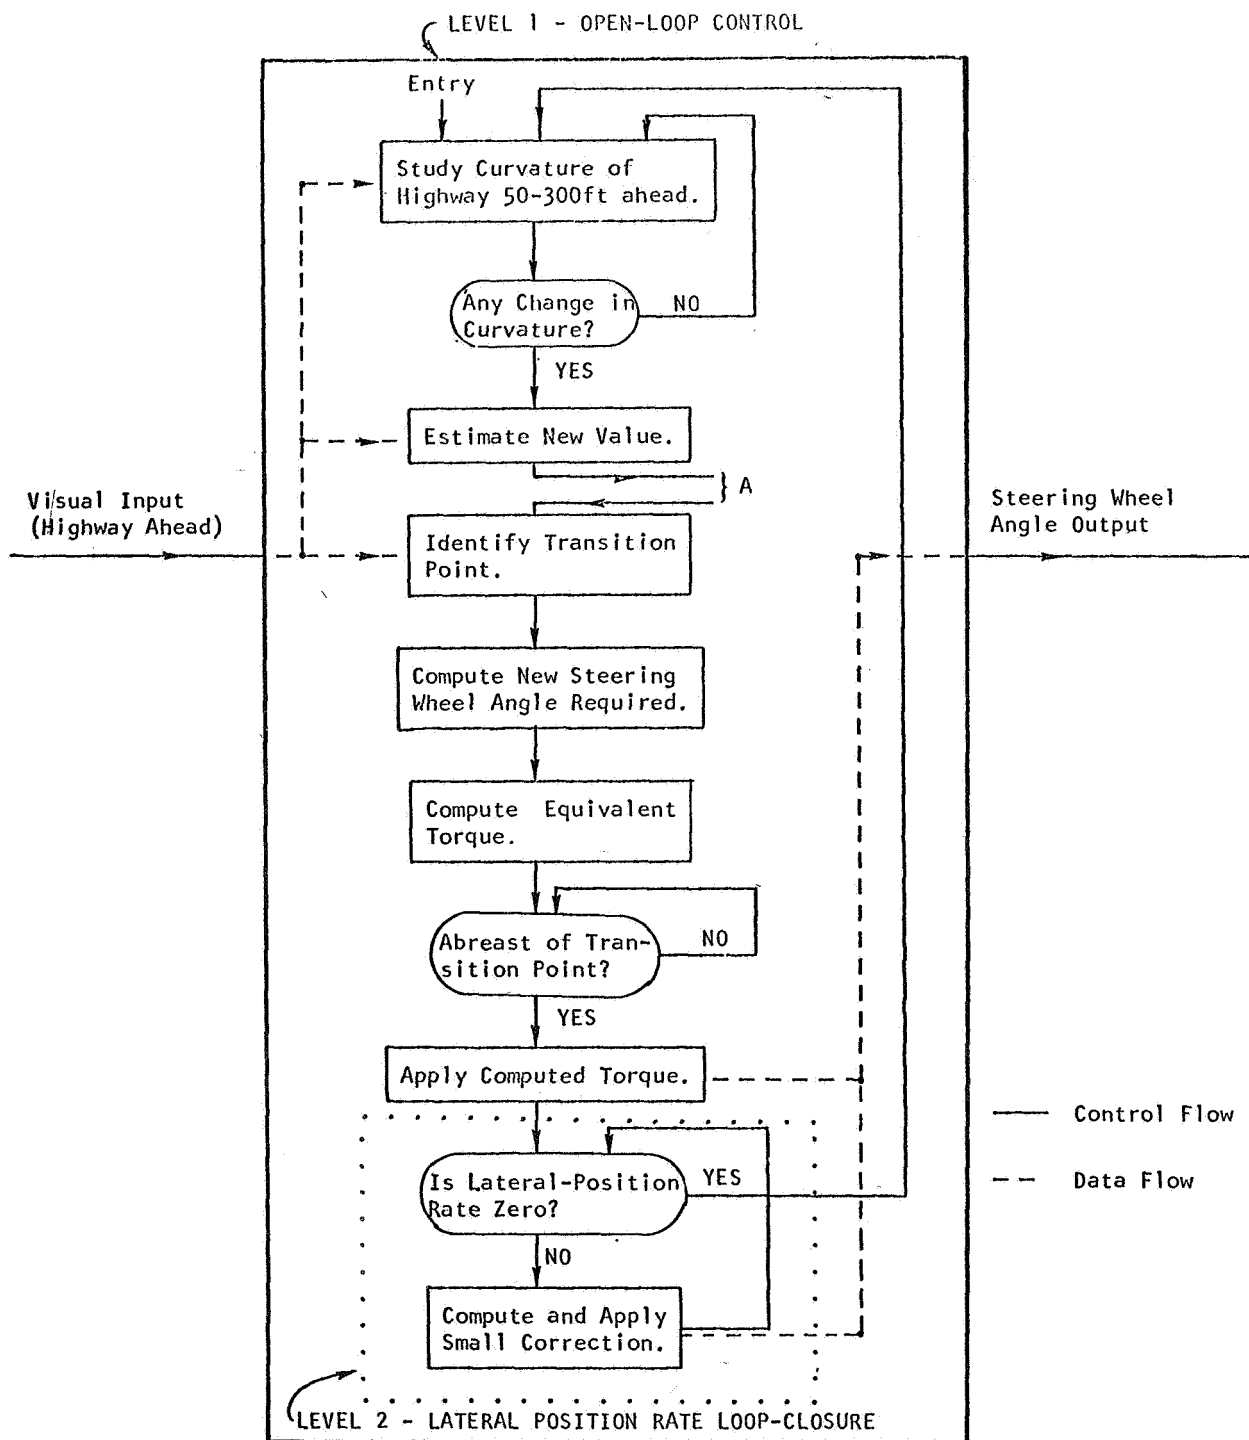 LEVEL 1 - OPEN-LOOP CONTROL
Entry
Study Curvature of
Highway 50-300ft ahead.
Any Change in
Curvature?
NO
YES
Estimate New Value.
A
Visual Input
(Highway Ahead)
Steering Wheel
Angle Output
Identify Transition
Point.
Compute New Steering
Wheel Angle Required.
Compute Equivalent
Torque.
Abreast of Tran-
sition Point?
NO
YES
Apply Computed Torque.
Control Flow
Data Flow
Is Lateral-Position
Rate Zero?
YES
NO
Compute and Apply
Small Correction.
LEVEL 2 - LATERAL POSITION RATE LOOP-CLOSURE